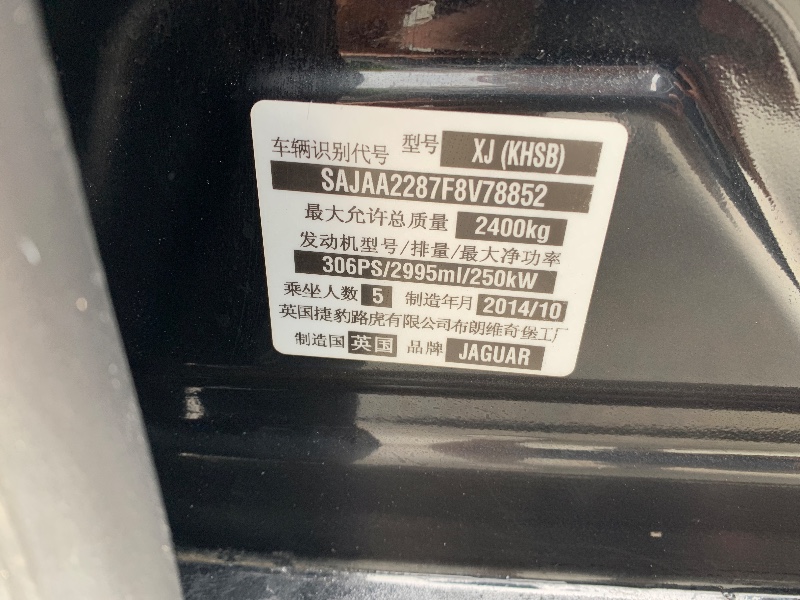 车辆识别代号 型号 XJ (KHSB)
SAJAA2287F8V78852
最大允许总质量 2400kg
发动机型号/排量/最大净功率
306PS/2995ml/250kW
乘坐人数 5 制造年月 2014/10
英国捷豹路虎有限公司布朗维奇堡工厂
制造国 英国 品牌 JAGUAR